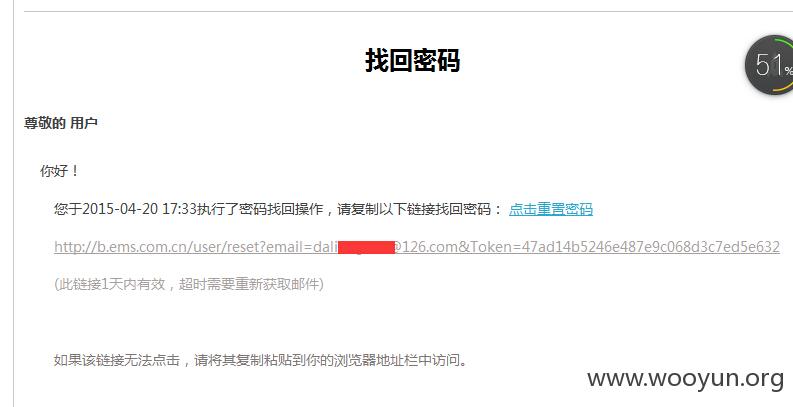 找回密码
51%
尊敬的 用户
你好！
您于2015-04-20 17:33执行了密码找回操作，请复制以下链接找回密码： 点击重置密码
http://b.ems.com.cn/user/reset?email=dali @126.com&Token=47ad14b5246e487e9c068d3c7ed5e632
(此链接1天内有效，超时需要重新获取邮件)
如果该链接无法点击，请将其复制粘贴到你的浏览器地址栏中访问。
www.wooyun.org